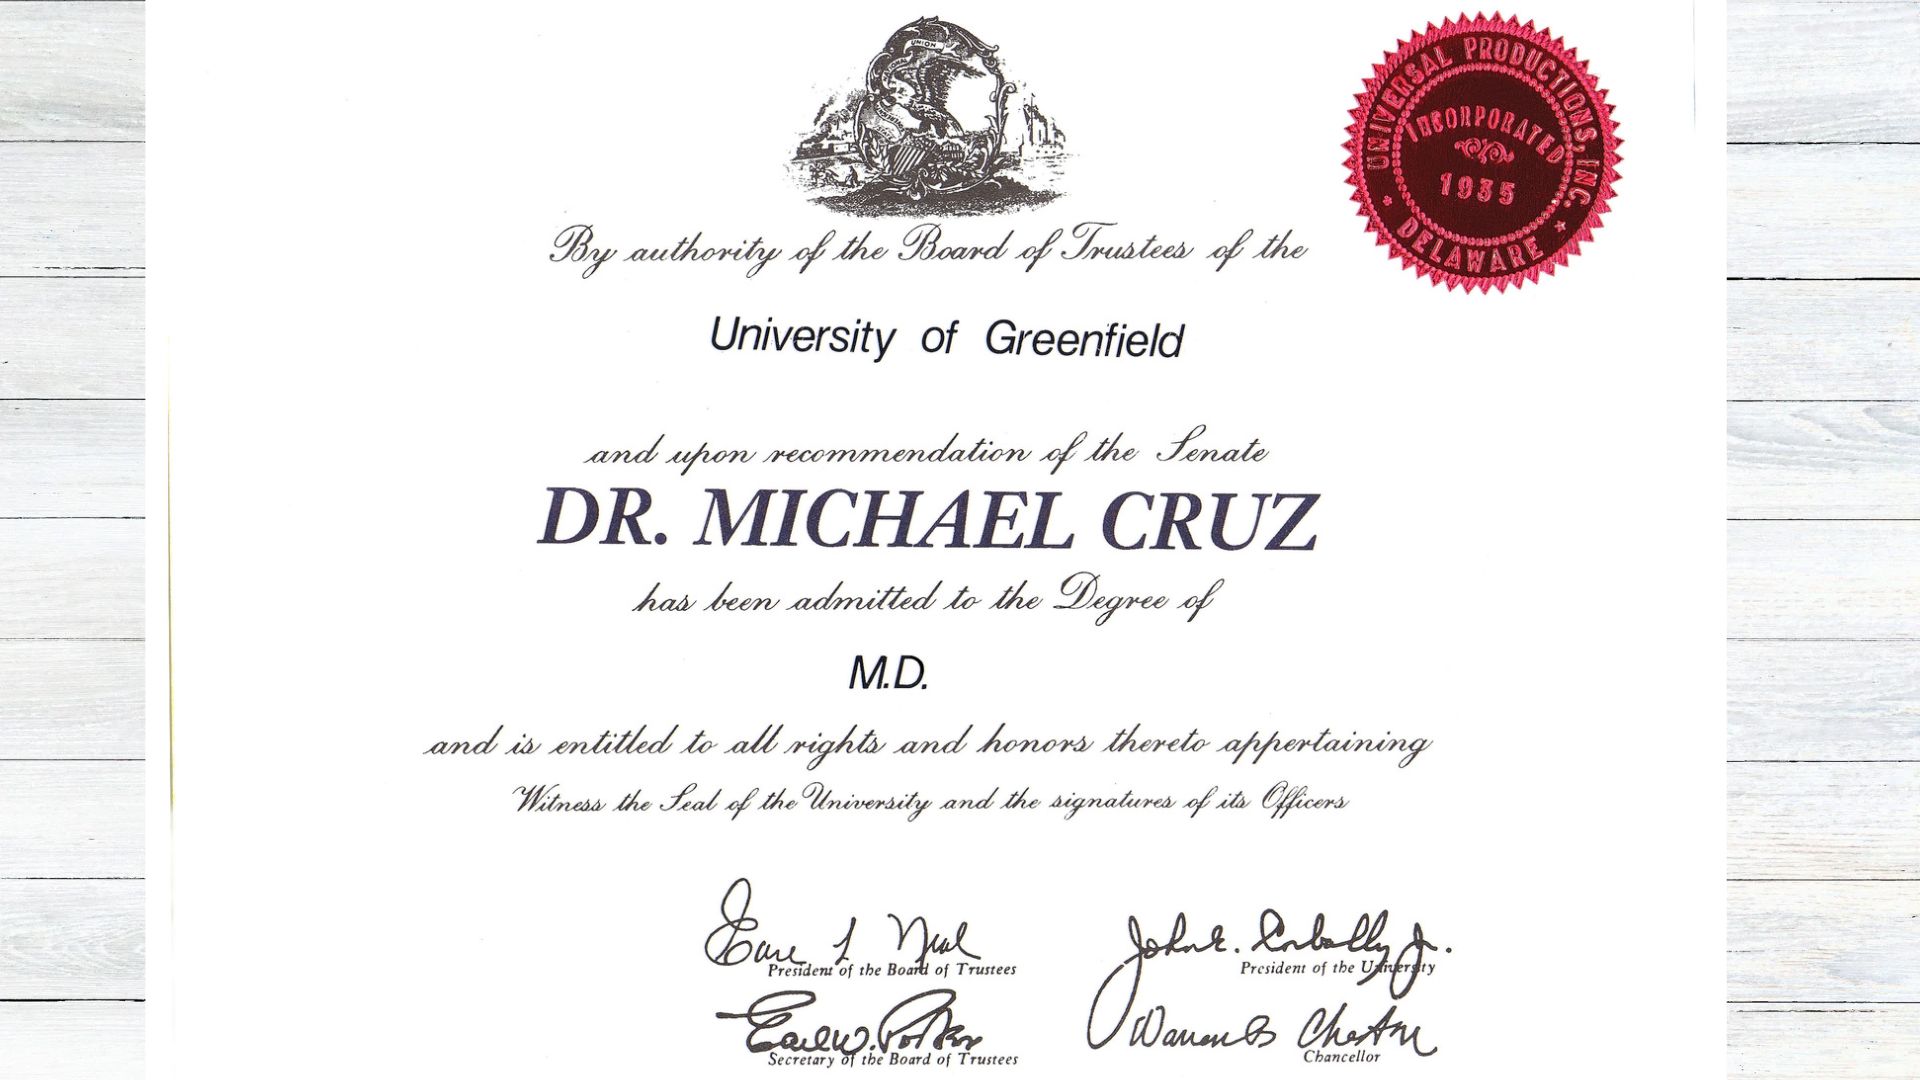 UNION
UNIVERSAL PRODUCTIONS, INC.
INCORPORATED
1935
* DELAWARE *
By authority of the Board of Trustees of the
University of Greenfield
and upon recommendation of the Senate
DR. MICHAEL CRUZ
has been admitted to the Degree of
M.D.
and is entitled to all rights and honors thereto appertaining
Witness the Seal of the University and the signatures of its Officers
Earl L Neal
President of the Board of Trustees
John E. Corbally Jr.
President of the University
Earl W. Porter
Secretary of the Board of Trustees
Warren B Cheston
Chancellor